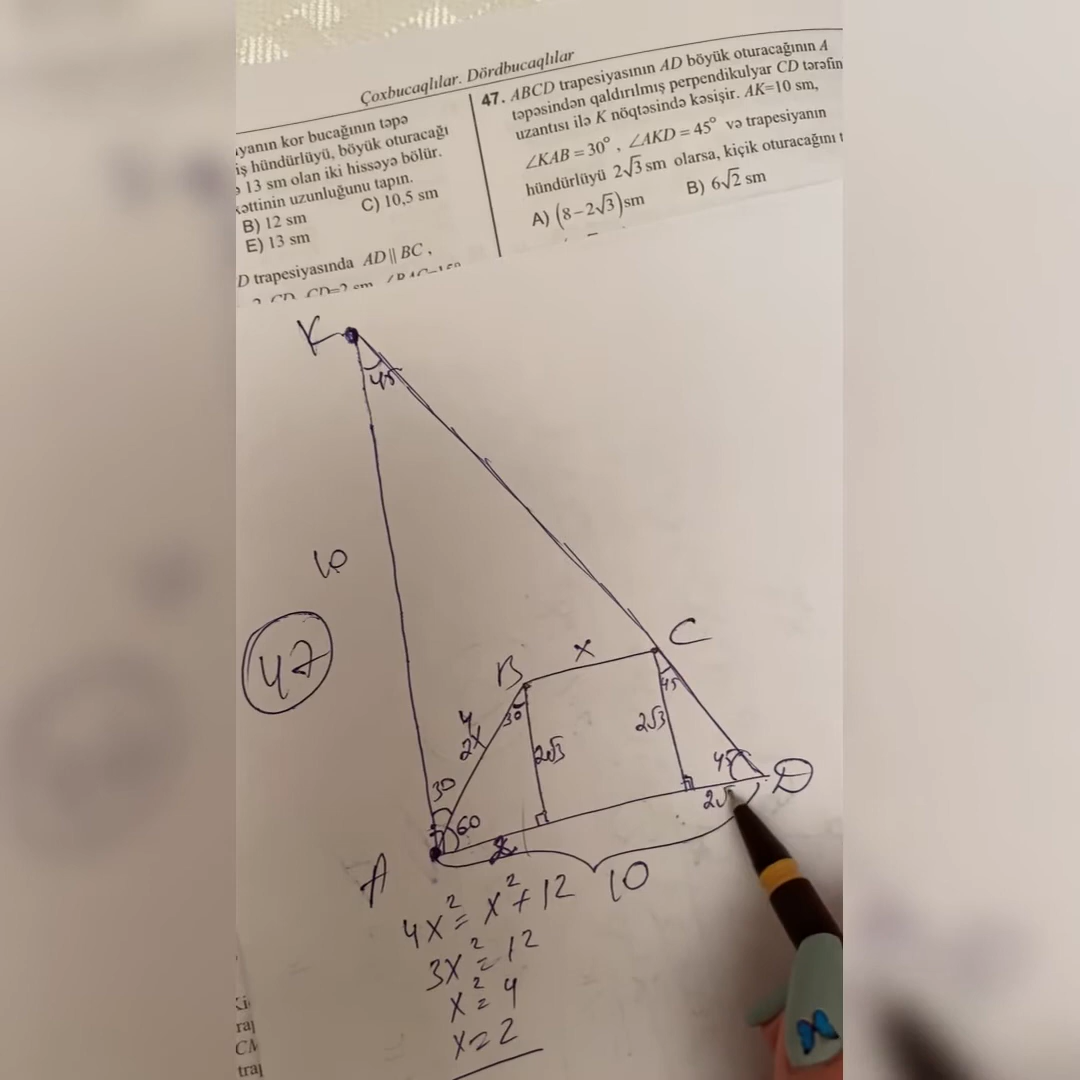 Çoxbucaqlılar. Dördbucaqlılar
yanın kor bucağının təpə
iş hündürlüyü, böyük oturacağı
13 sm olan iki hissəyə bölür.
xəttinin uzunluğunu tapın.
B) 12 sm C) 10,5 sm
E) 13 sm
D trapesiyasında AD || BC ,
47. ABCD trapesiyasının AD böyük oturacağının A
təpəsindən qaldırılmış perpendikulyar CD tərəfin
uzantısı ilə K nöqtəsində kəsişir. AK=10 sm,
∠KAB = 30° , ∠AKD = 45° və trapesiyanın
hündürlüyü 2√3 sm olarsa, kiçik oturacağını t
A) (8−2√3) sm B) 6√2 sm
K
45
10
47
C
x
B
45
30
4
2x
2√3
2√3
45
D
30
60
A
10
4x² = x² + 12
3x² = 12
x² = 4
x = 2